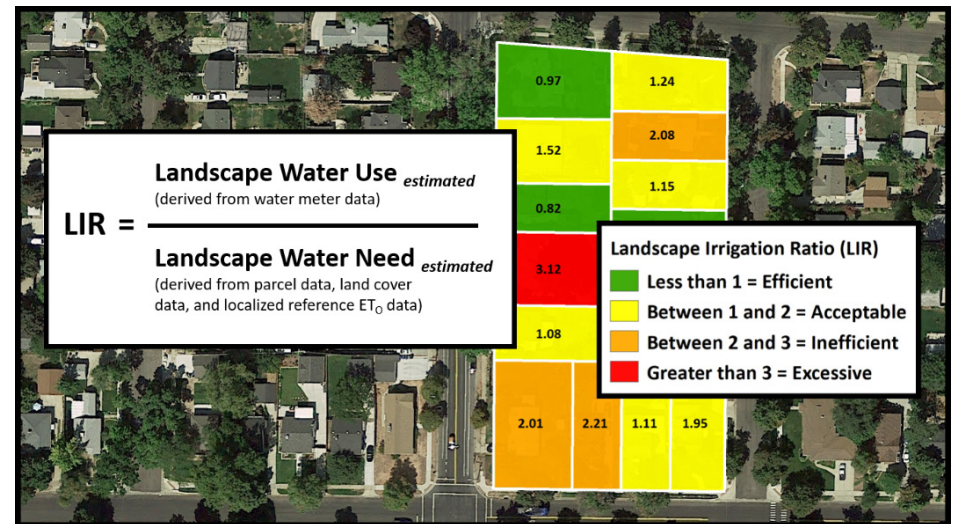 0.97
1.24
2.08
1.52
1.15
0.82
3.12
1.08
2.01
2.21
1.11
1.95
LIR =
Landscape Water Use estimated
(derived from water meter data)
Landscape Water Need estimated
(derived from parcel data, land cover
data, and localized reference ETO data)
Landscape Irrigation Ratio (LIR)
Less than 1 = Efficient
Between 1 and 2 = Acceptable
Between 2 and 3 = Inefficient
Greater than 3 = Excessive